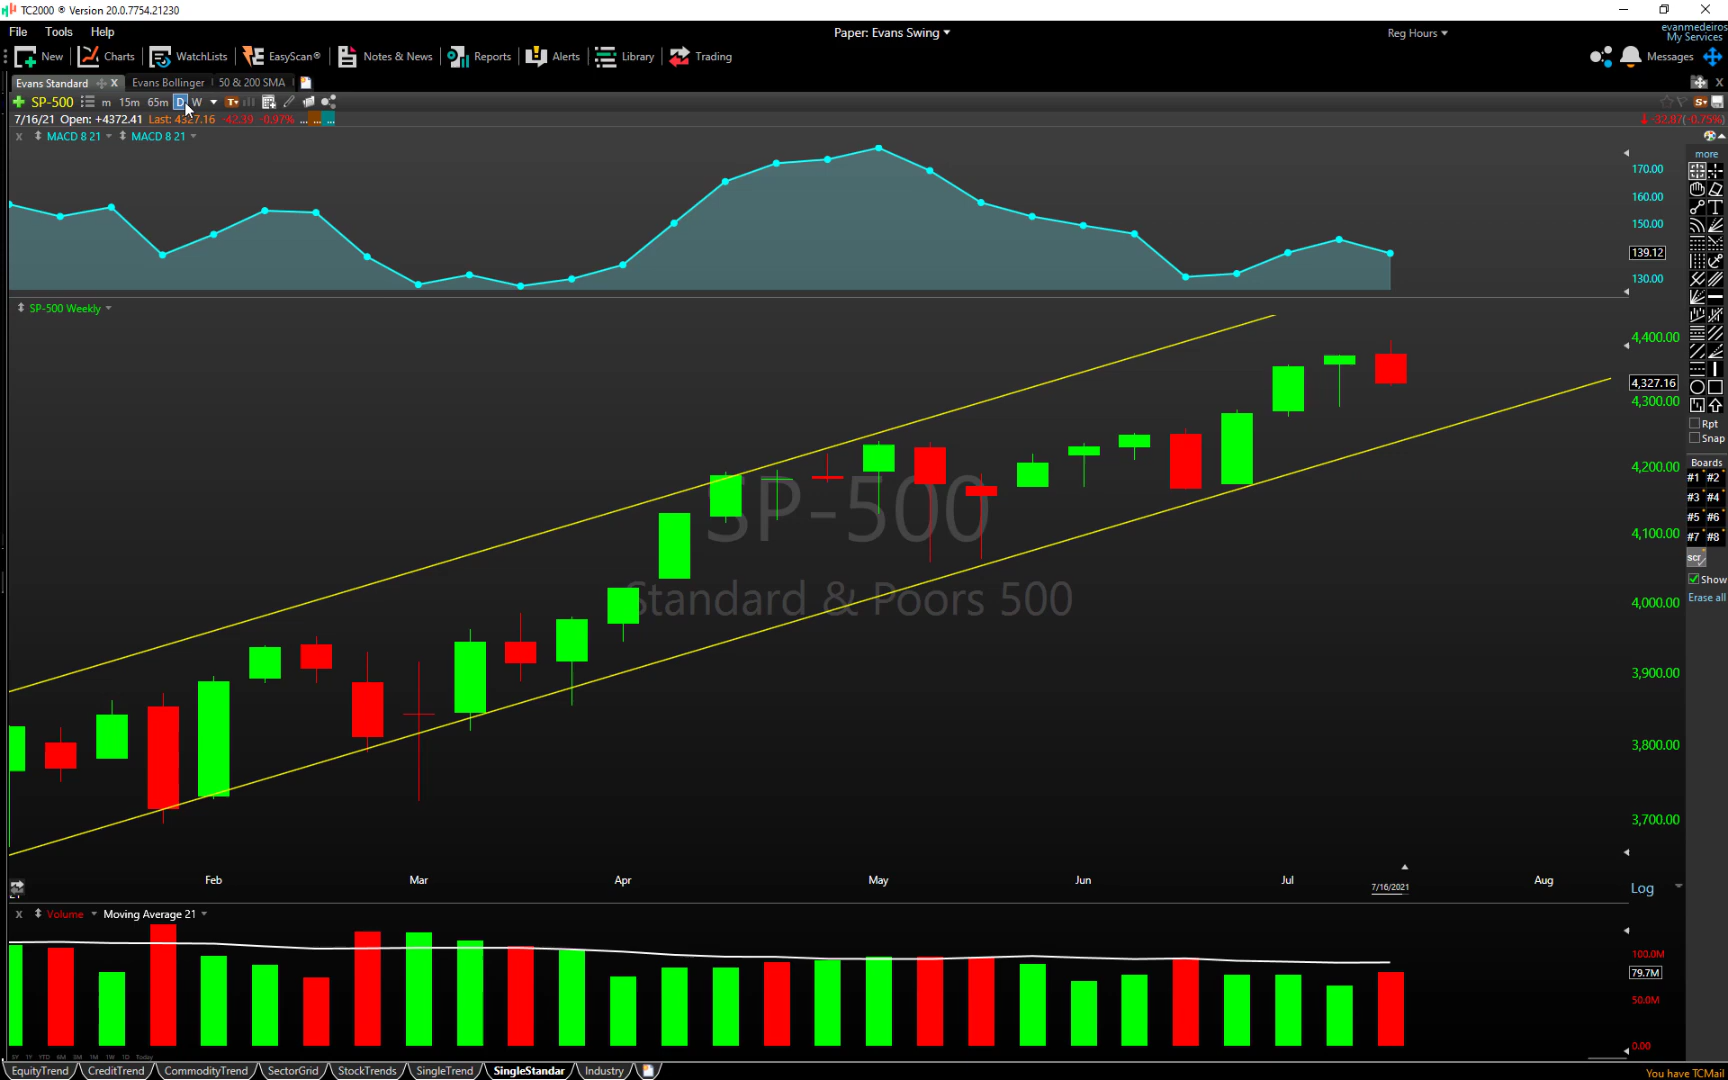 TC2000 ® Version 20.0.7754.21230
File Tools Help
Paper: Evans Swing
Reg Hours
evanmedeiros
My Services
New Charts WatchLists EasyScan® Notes & News Reports Alerts Library Trading
Messages
Evans Standard X Evans Bollinger 50 & 200 SMA
SP-500 m 15m 65m D W
7/16/21 Open: +4372.41 Last: 4327.16 -42.39 -0.97% ... ... ...
-32.87(-0.75%)
X MACD 8 21 MACD 8 21
more
170.00
160.00
150.00
139.12
130.00
SP-500 Weekly
4,400.00
4,327.16
4,300.00
4,200.00
4,100.00
4,000.00
3,900.00
3,800.00
3,700.00
SP-500
Standard & Poors 500
Rpt
Snap
Boards
#1 #2
#3 #4
#5 #6
#7 #8
scr
Show
Erase all
Feb Mar Apr May Jun Jul Aug
7/16/2021
Log
X Volume Moving Average 21
100.0M
79.7M
50.0M
0.00
EquityTrend CreditTrend CommodityTrend SectorGrid StockTrends SingleTrend SingleStandar Industry
You have TCMail